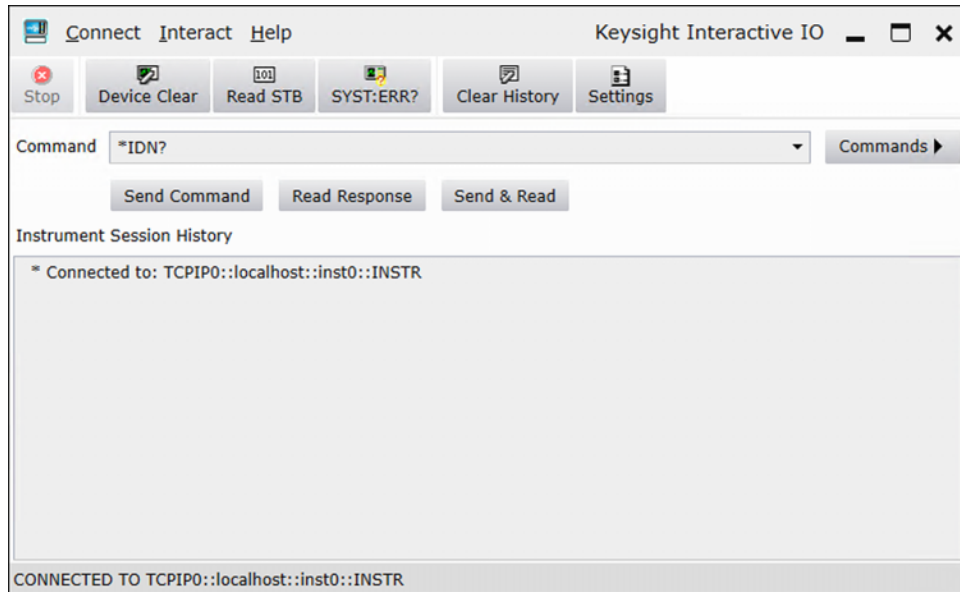 Connect Interact Help Keysight Interactive IO
101
Stop Device Clear Read STB SYST:ERR? Clear History Settings
Command *IDN? Commands
Send Command Read Response Send & Read
Instrument Session History
* Connected to: TCPIP0::localhost::inst0::INSTR
CONNECTED TO TCPIP0::localhost::inst0::INSTR